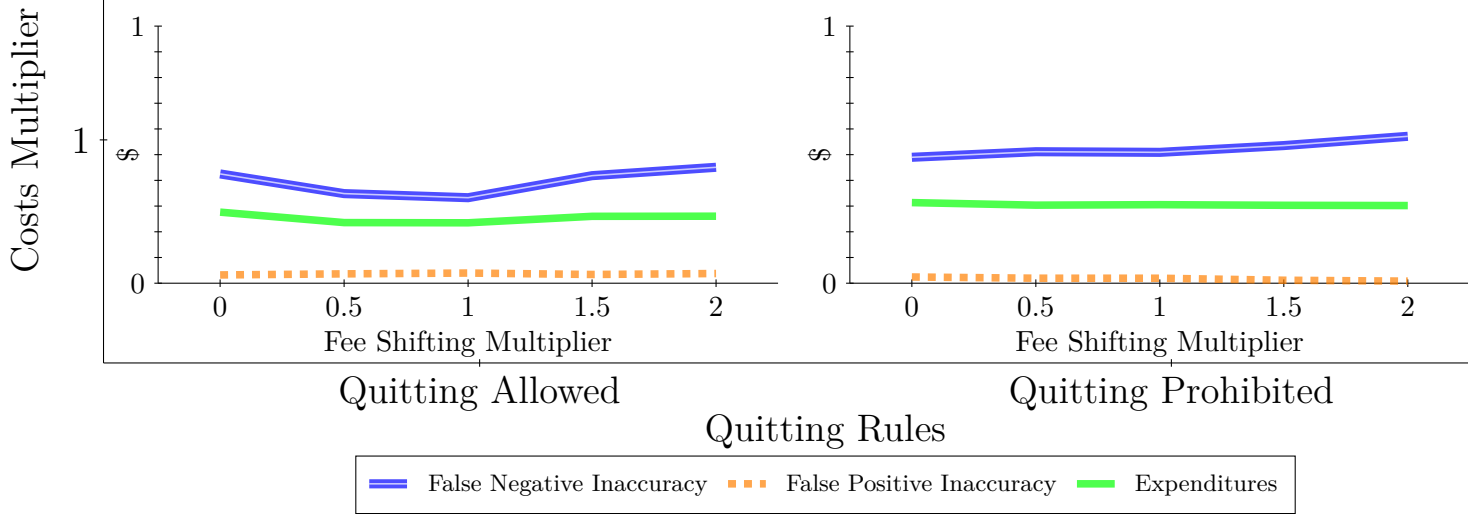 Costs Multiplier
1
1
$
0
0
0.5
1
1.5
2
Fee Shifting Multiplier
Quitting Allowed
1
$
0
0
0.5
1
1.5
2
Fee Shifting Multiplier
Quitting Prohibited
Quitting Rules
False Negative Inaccuracy
False Positive Inaccuracy
Expenditures